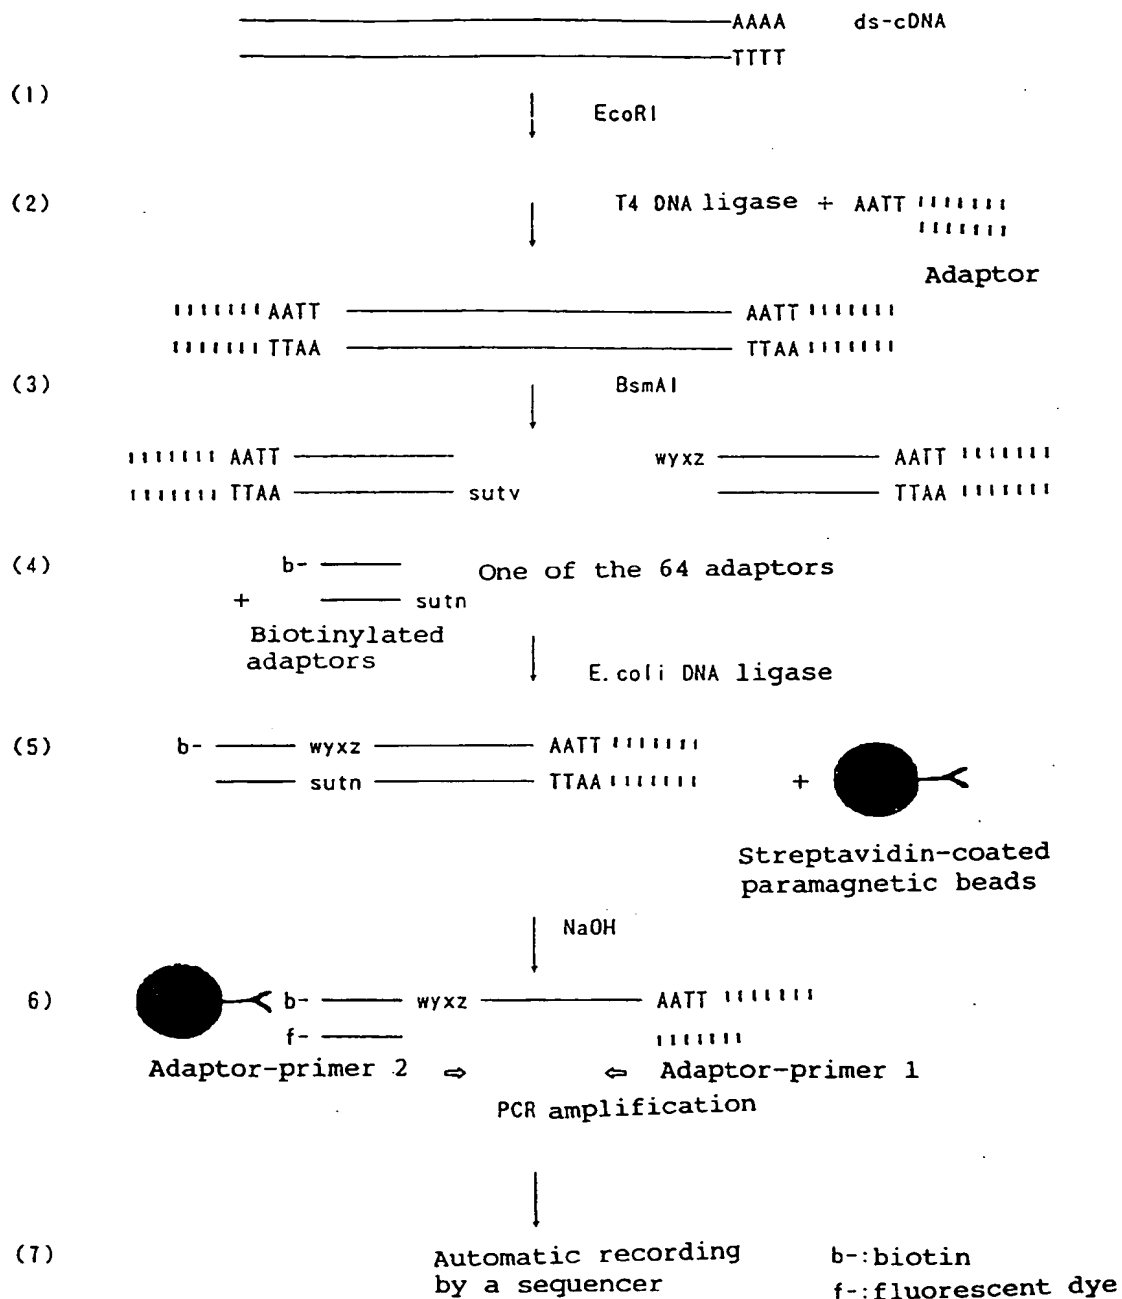 AAAA ds-cDNA
TTTT
(1)
EcoRI
(2) T4 DNA ligase + AATT
Adaptor
AATT AATT
TTAA TTAA
(3) BsmAI
AATT wyxz AATT
TTAA sutv TTAA
(4) b- One of the 64 adaptors
+ sutn
Biotinylated
adaptors
E.coli DNA ligase
(5) b- wyxz AATT
sutn TTAA +
Streptavidin-coated
paramagnetic beads
NaOH
6) b- wyxz AATT
f-
Adaptor-primer 2 ⇨ ⇦ Adaptor-primer 1
PCR amplification
(7) Automatic recording b-:biotin
by a sequencer f-:fluorescent dye